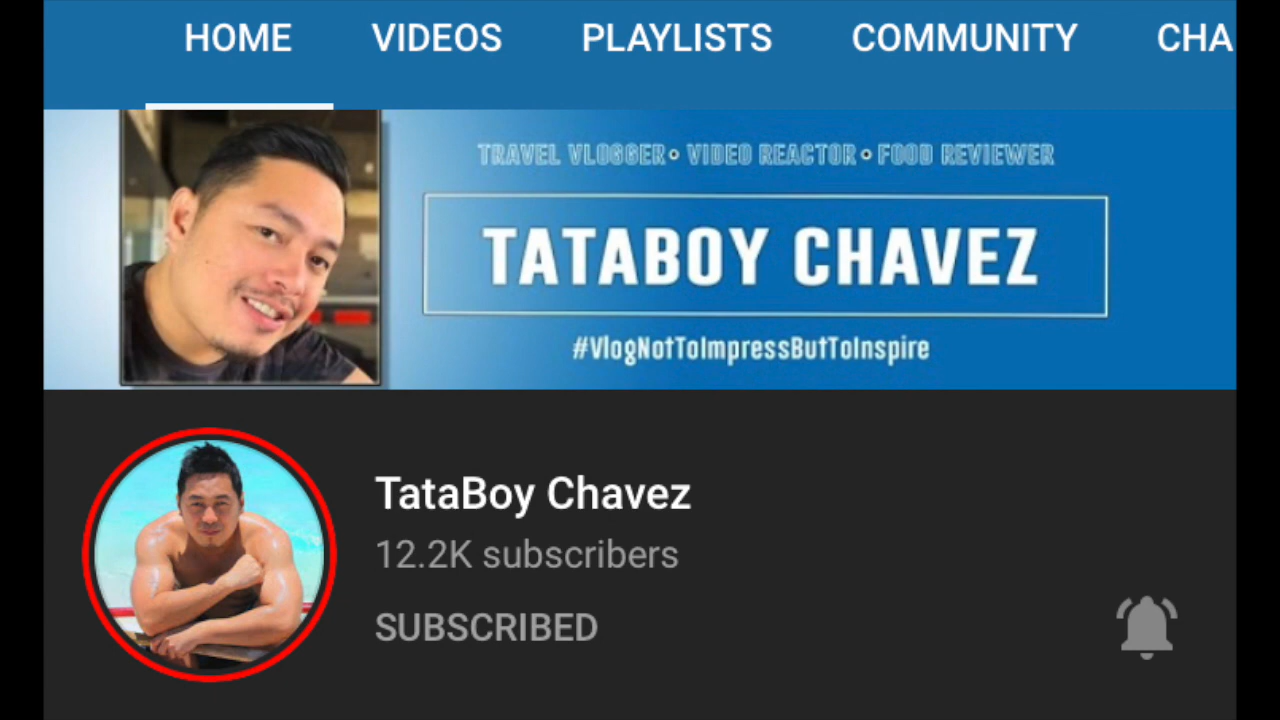 HOME VIDEOS PLAYLISTS COMMUNITY CHA
TRAVEL VLOGGER • VIDEO REACTOR • FOOD REVIEWER
TATABOY CHAVEZ
#VlogNotToImpressButToInspire
TataBoy Chavez
12.2K subscribers
SUBSCRIBED